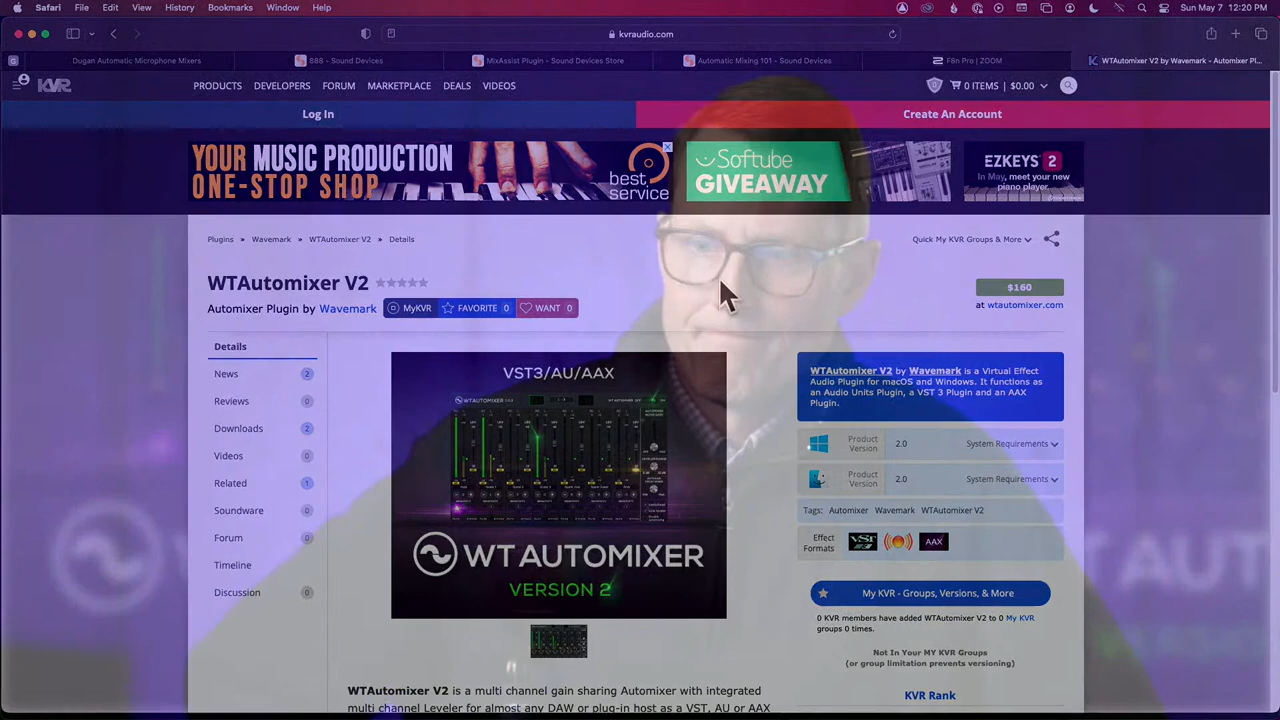 Safari File Edit View History Bookmarks Window Help Sun May 7 12:20 PM
kvraudio.com
Dugan Automatic Microphone Mixers
888 - Sound Devices
MixAssist Plugin - Sound Devices Store
Automatic Mixing 101 - Sound Devices
F8n Pro | ZOOM
WTAutomixer V2 by Wavemark - Automixer Pl...
KVR PRODUCTS DEVELOPERS FORUM MARKETPLACE DEALS VIDEOS 0 0 ITEMS | $0.00
Log In Create An Account
YOUR MUSIC PRODUCTION
ONE-STOP SHOP
best
service
Softube
GIVEAWAY
EZKEYS 2
In May, meet your new
piano player.
Plugins » Wavemark » WTAutomixer V2 » Details
Quick My KVR Groups & More
WTAutomixer V2
$160
Automixer Plugin by Wavemark
MyKVR FAVORITE 0 WANT 0
at wtautomixer.com
Details
News 2
Reviews 0
Downloads 2
Videos 0
Related 1
Soundware 0
Forum 0
Timeline
Discussion 0
VST3/AU/AAX
WTAUTOMIXER
VERSION 2
WTAutomixer V2 by Wavemark is a Virtual Effect
Audio Plugin for macOS and Windows. It functions as
an Audio Units Plugin, a VST 3 Plugin and an AAX
Plugin.
Product
Version
2.0 System Requirements
Product
Version
2.0 System Requirements
Tags: Automixer Wavemark WTAutomixer V2
Effect
Formats
VST AAX
My KVR - Groups, Versions, & More
0 KVR members have added WTAutomixer V2 to 0 My KVR
groups 0 times.
Not In Your MY KVR Groups
(or group limitation prevents versioning)
KVR Rank
WTAutomixer V2 is a multi channel gain sharing Automixer with integrated
multi channel Leveler for almost any DAW or plug-in host as a VST, AU or AAX